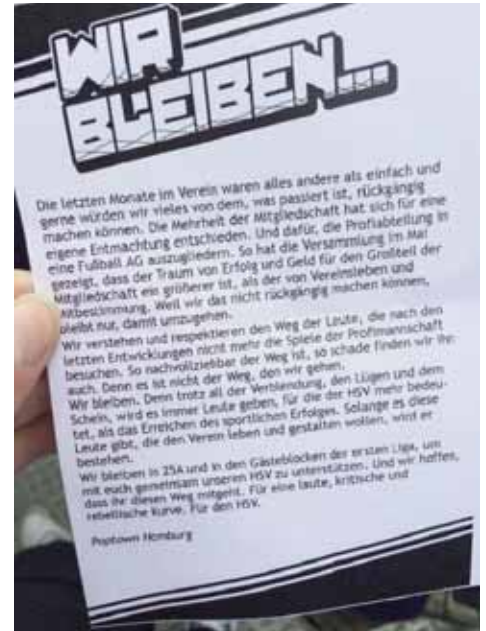 WIR
BLEIBEN...
Die letzten Monate im Verein waren alles andere als einfach und
gerne würden wir vieles von dem, was passiert ist, rückgängig
machen können. Die Mehrheit der Mitgliedschaft hat sich für eine
eigene Entmachtung entschieden. Und dafür, die Profiabteilung in
eine Fußball AG auszugliedern. So hat die Versammlung im Mai
gezeigt, dass der Traum von Erfolg und Geld für den Großteil der
Mitgliedschaft ein größerer ist, als der von Vereinsleben und
Mitbestimmung. Weil wir das nicht rückgängig machen können,
bleibt nur, damit umzugehen.
Wir verstehen und respektieren den Weg der Leute, die nach den
letzten Entwicklungen nicht mehr die Spiele der Profimannschaft
besuchen. So nachvollziehbar der Weg ist, so schade finden wir ihn
auch. Denn es ist nicht der Weg, den wir gehen.
Wir bleiben. Denn trotz all der Verblendung, den Lügen und dem
Schein, wird es immer Leute geben, für die der HSV mehr bedeu-
tet, als das Erreichen des sportlichen Erfolges. Solange es diese
Leute gibt, die den Verein leben und gestalten wollen, wird er
bestehen.
Wir bleiben in 25A und in den Gästeblöcken der ersten Liga, um
mit euch gemeinsam unseren HSV zu unterstützen. Und wir hoffen,
dass ihr diesen Weg mitgeht. Für eine laute, kritische und
rebellische Kurve. Für den HSV.
Poptown Hamburg